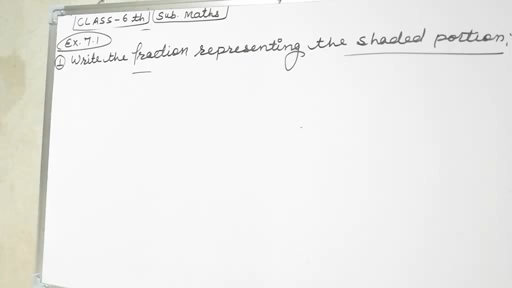 CLASS-6th Sub. Maths
Ex. 7.1
① Write the fraction representing the shaded portion: